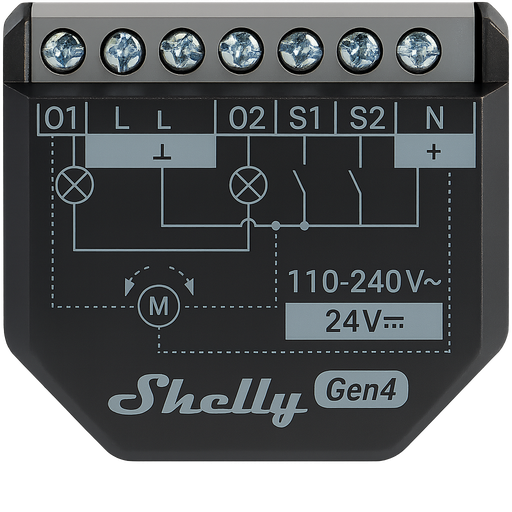 O1 L L O2 S1 S2 N
⊥ +
110-240V~
M
24V⎓
Shelly Gen4